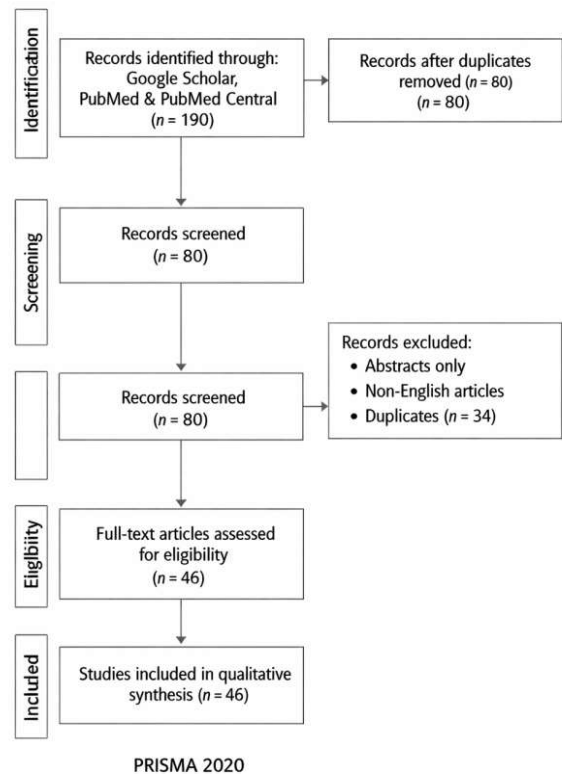 Identification
Records identified through:
Google Scholar,
PubMed & PubMed Central
(n = 190)
Records after duplicates
removed (n = 80)
(n = 80)
Screeening
Records screened
(n = 80)
Records screened
(n = 80)
Records excluded:
• Abstracts only
• Non-English articles
• Duplicates (n = 34)
Eliglbiity
Full-text articles assessed
for eligibility
(n = 46)
Included
Studies included in qualitative
synthesis (n = 46)
PRISMA 2020